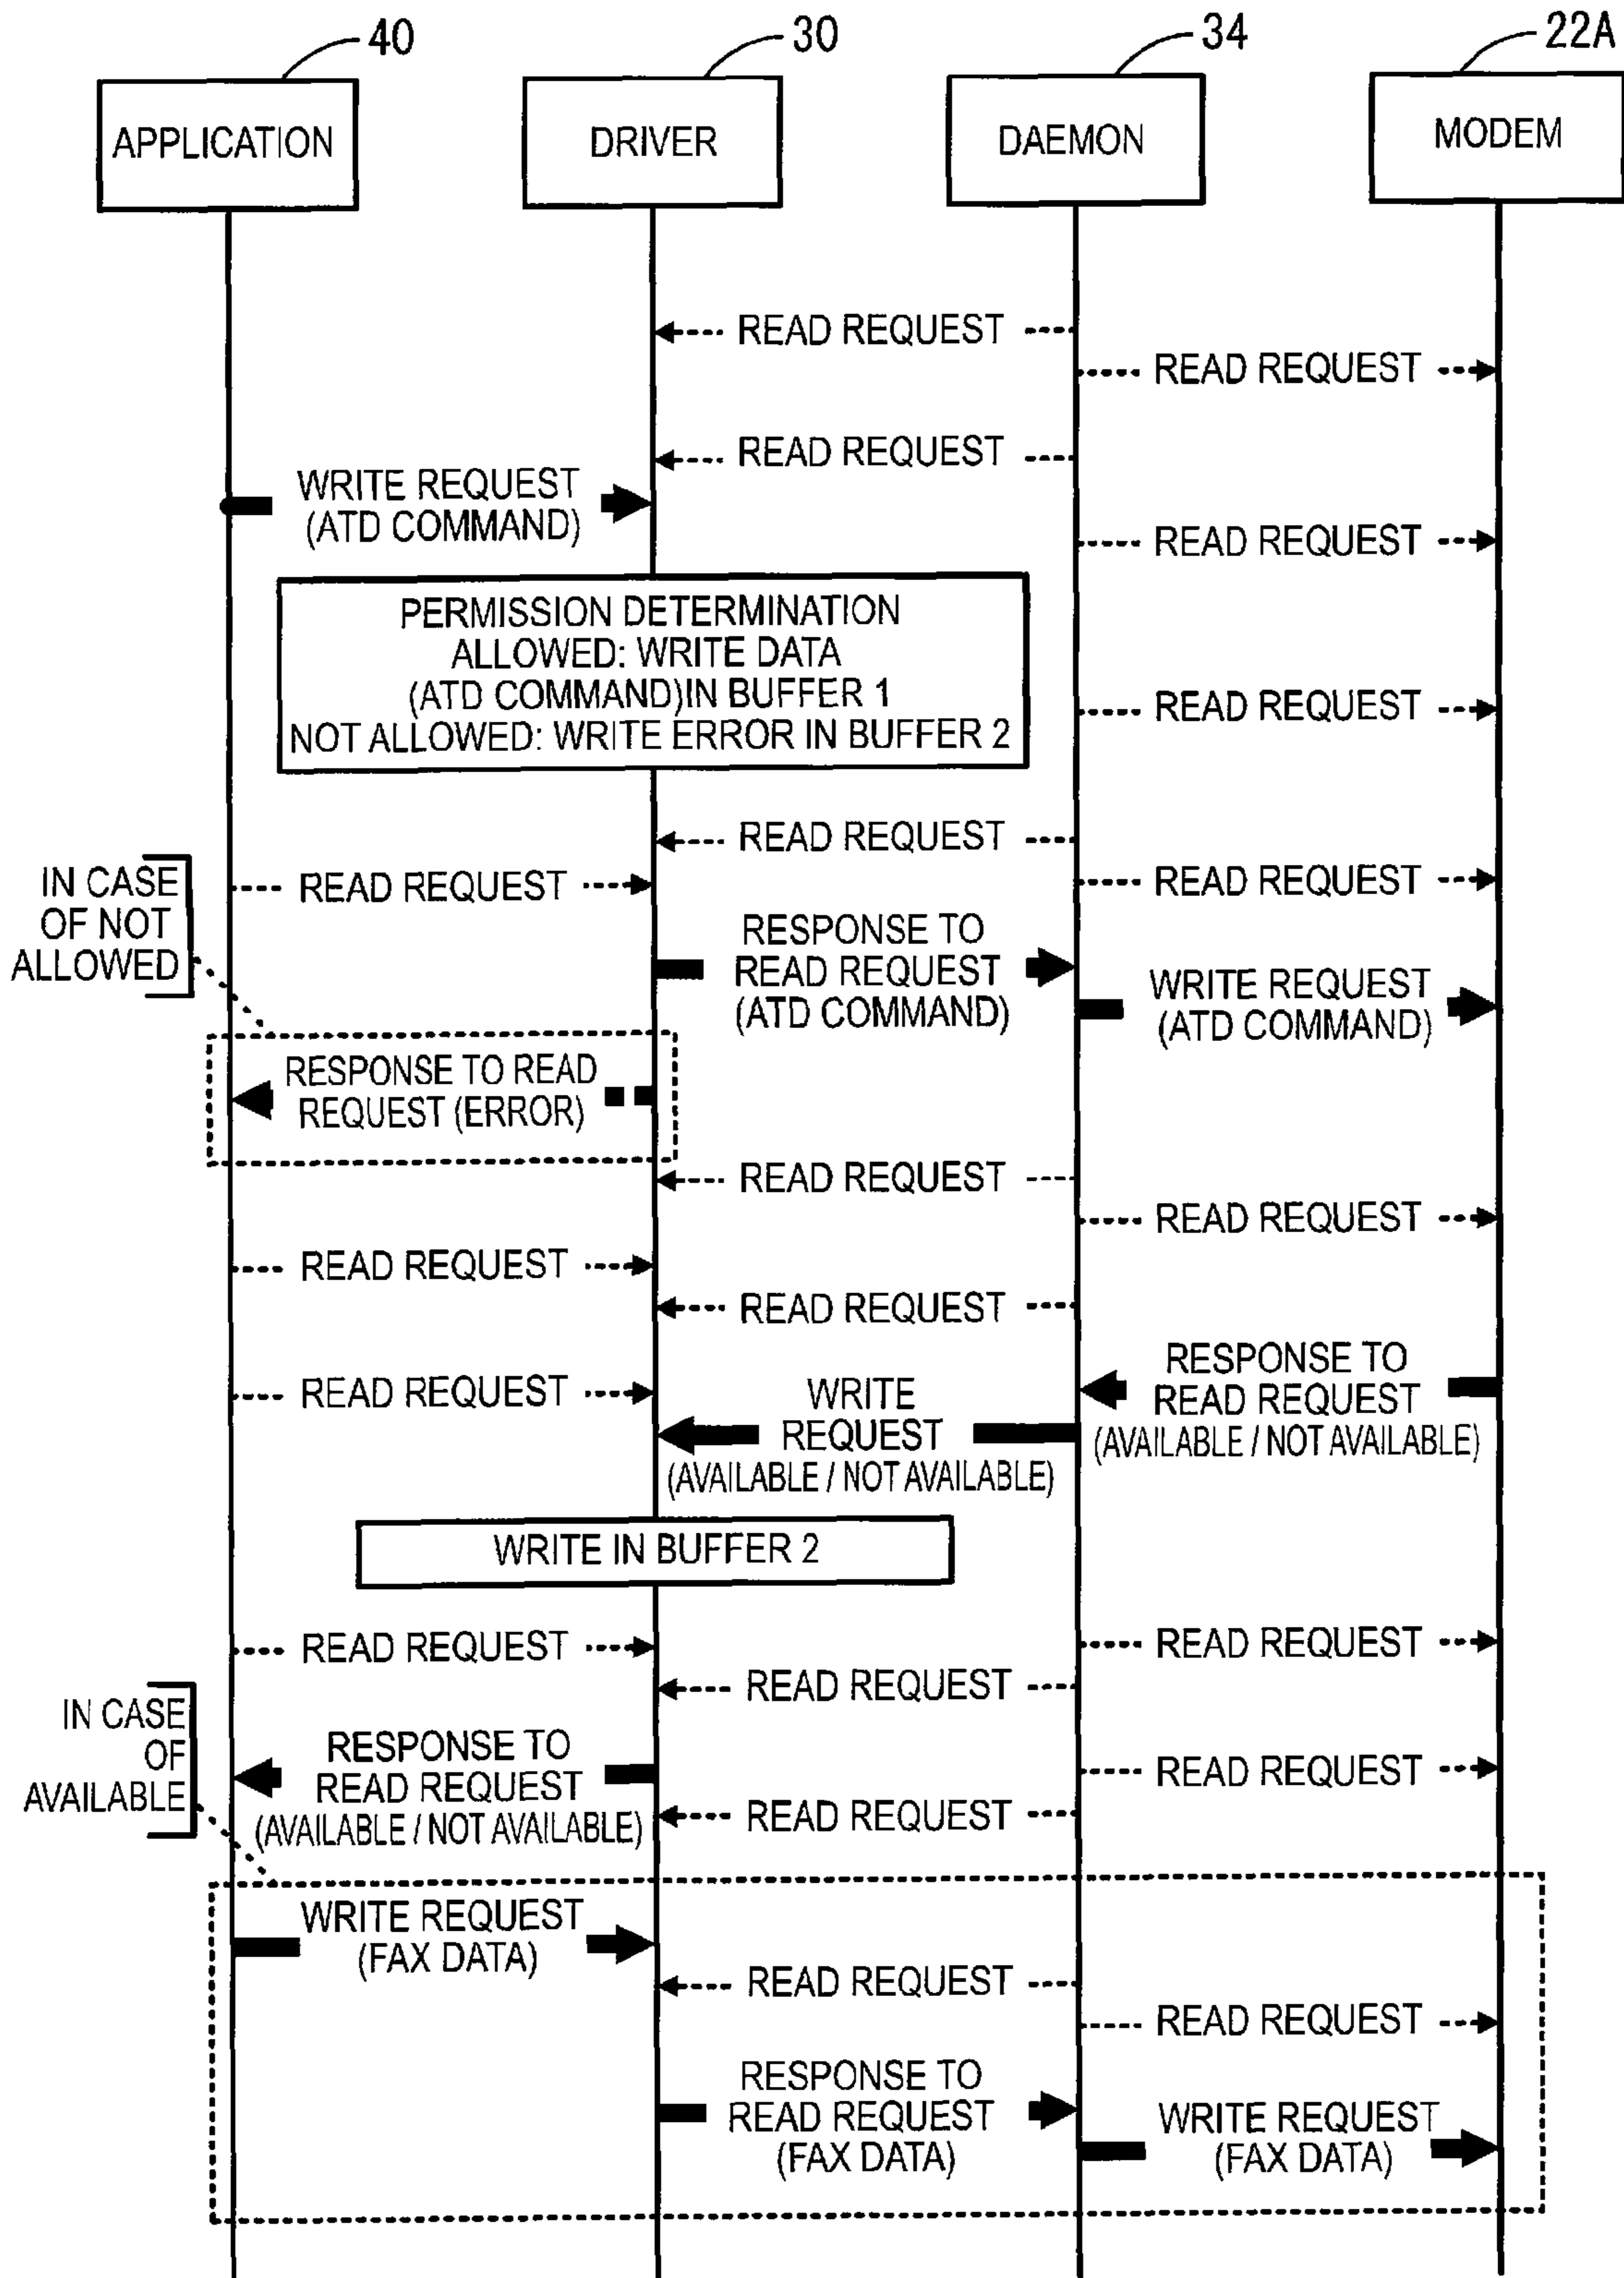 40
30
34
22A
APPLICATION
DRIVER
DAEMON
MODEM
READ REQUEST
READ REQUEST
READ REQUEST
WRITE REQUEST
(ATD COMMAND)
READ REQUEST
PERMISSION DETERMINATION
ALLOWED: WRITE DATA
(ATD COMMAND)IN BUFFER 1
NOT ALLOWED: WRITE ERROR IN BUFFER 2
READ REQUEST
READ REQUEST
IN CASE
OF NOT
ALLOWED
READ REQUEST
READ REQUEST
RESPONSE TO
READ REQUEST
(ATD COMMAND)
WRITE REQUEST
(ATD COMMAND)
RESPONSE TO READ
REQUEST (ERROR)
READ REQUEST
READ REQUEST
READ REQUEST
READ REQUEST
READ REQUEST
RESPONSE TO
READ REQUEST
(AVAILABLE / NOT AVAILABLE)
WRITE
REQUEST
(AVAILABLE / NOT AVAILABLE)
WRITE IN BUFFER 2
READ REQUEST
READ REQUEST
READ REQUEST
IN CASE
OF
AVAILABLE
RESPONSE TO
READ REQUEST
(AVAILABLE / NOT AVAILABLE)
READ REQUEST
READ REQUEST
WRITE REQUEST
(FAX DATA)
READ REQUEST
READ REQUEST
RESPONSE TO
READ REQUEST
(FAX DATA)
WRITE REQUEST
(FAX DATA)